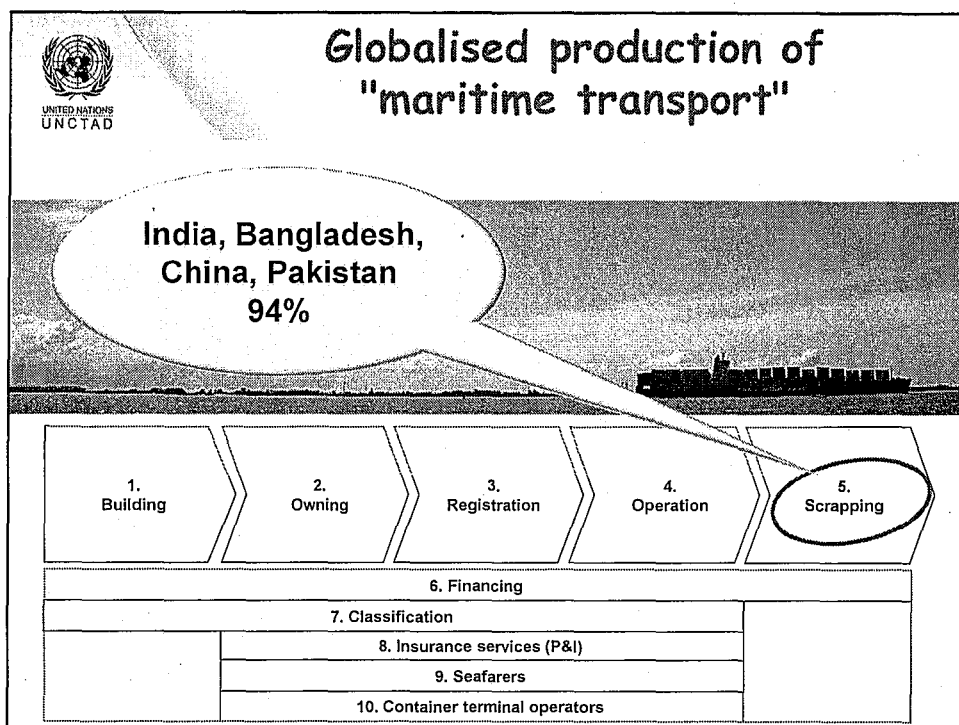 UNITED NATIONS
UNCTAD
Globalised production of
"maritime transport"
India, Bangladesh,
China, Pakistan
94%
1.
Building
2.
Owning
3.
Registration
4.
Operation
5.
Scrapping
6. Financing
7. Classification
8. Insurance services (P&I)
9. Seafarers
10. Container terminal operators